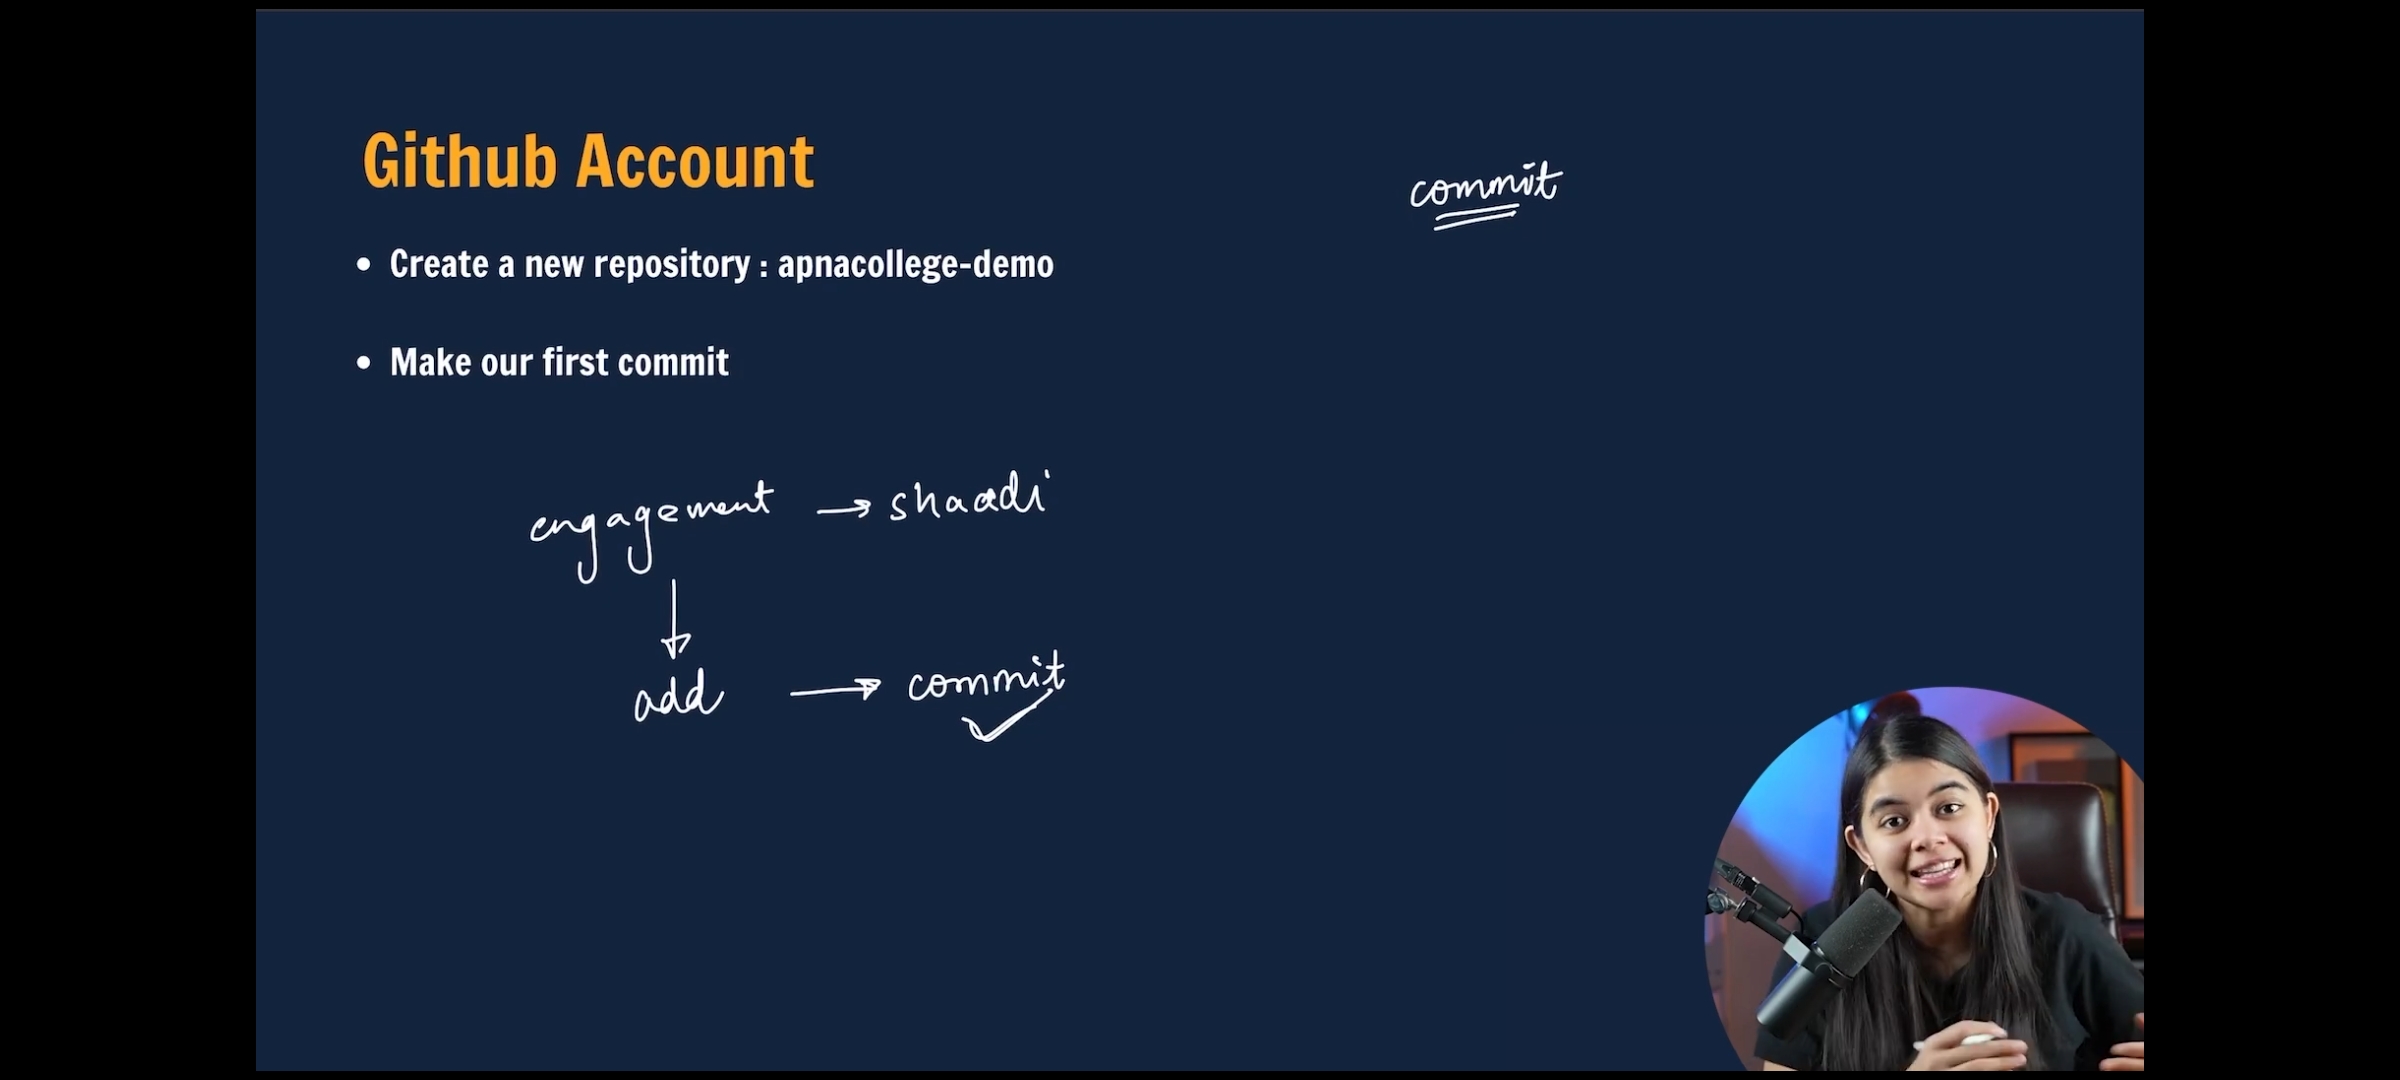 Github Account
commit
• Create a new repository : apnacollege-demo
• Make our first commit
engagement → shaadi
↓
add → commit ✓